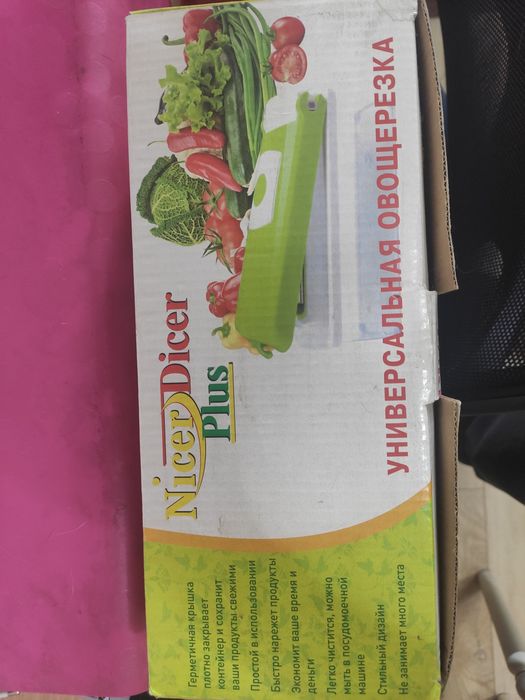 Nicer Dicer
Plus
УНИВЕРСАЛЬНАЯ ОВОЩЕРЕЗКА
Герметичная крышка
плотно закрывает
контейнер и сохранит
ваши продукты свежими
Простой в использовании
Быстро нарежет продукты
Экономит ваше время и
деньги
Легко чистится, можно
мыть в посудомоечной
машине
Стильный дизайн
Не занимает много места